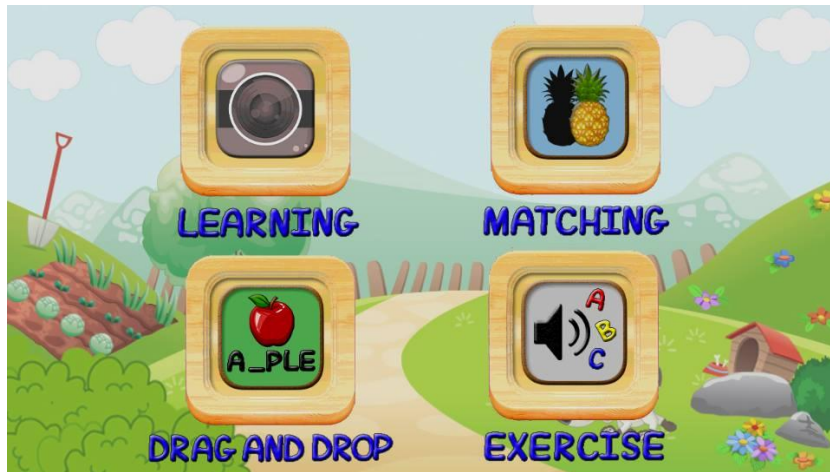 LEARNING
MATCHING
A_PLE
A
B
C
DRAG AND DROP
EXERCISE